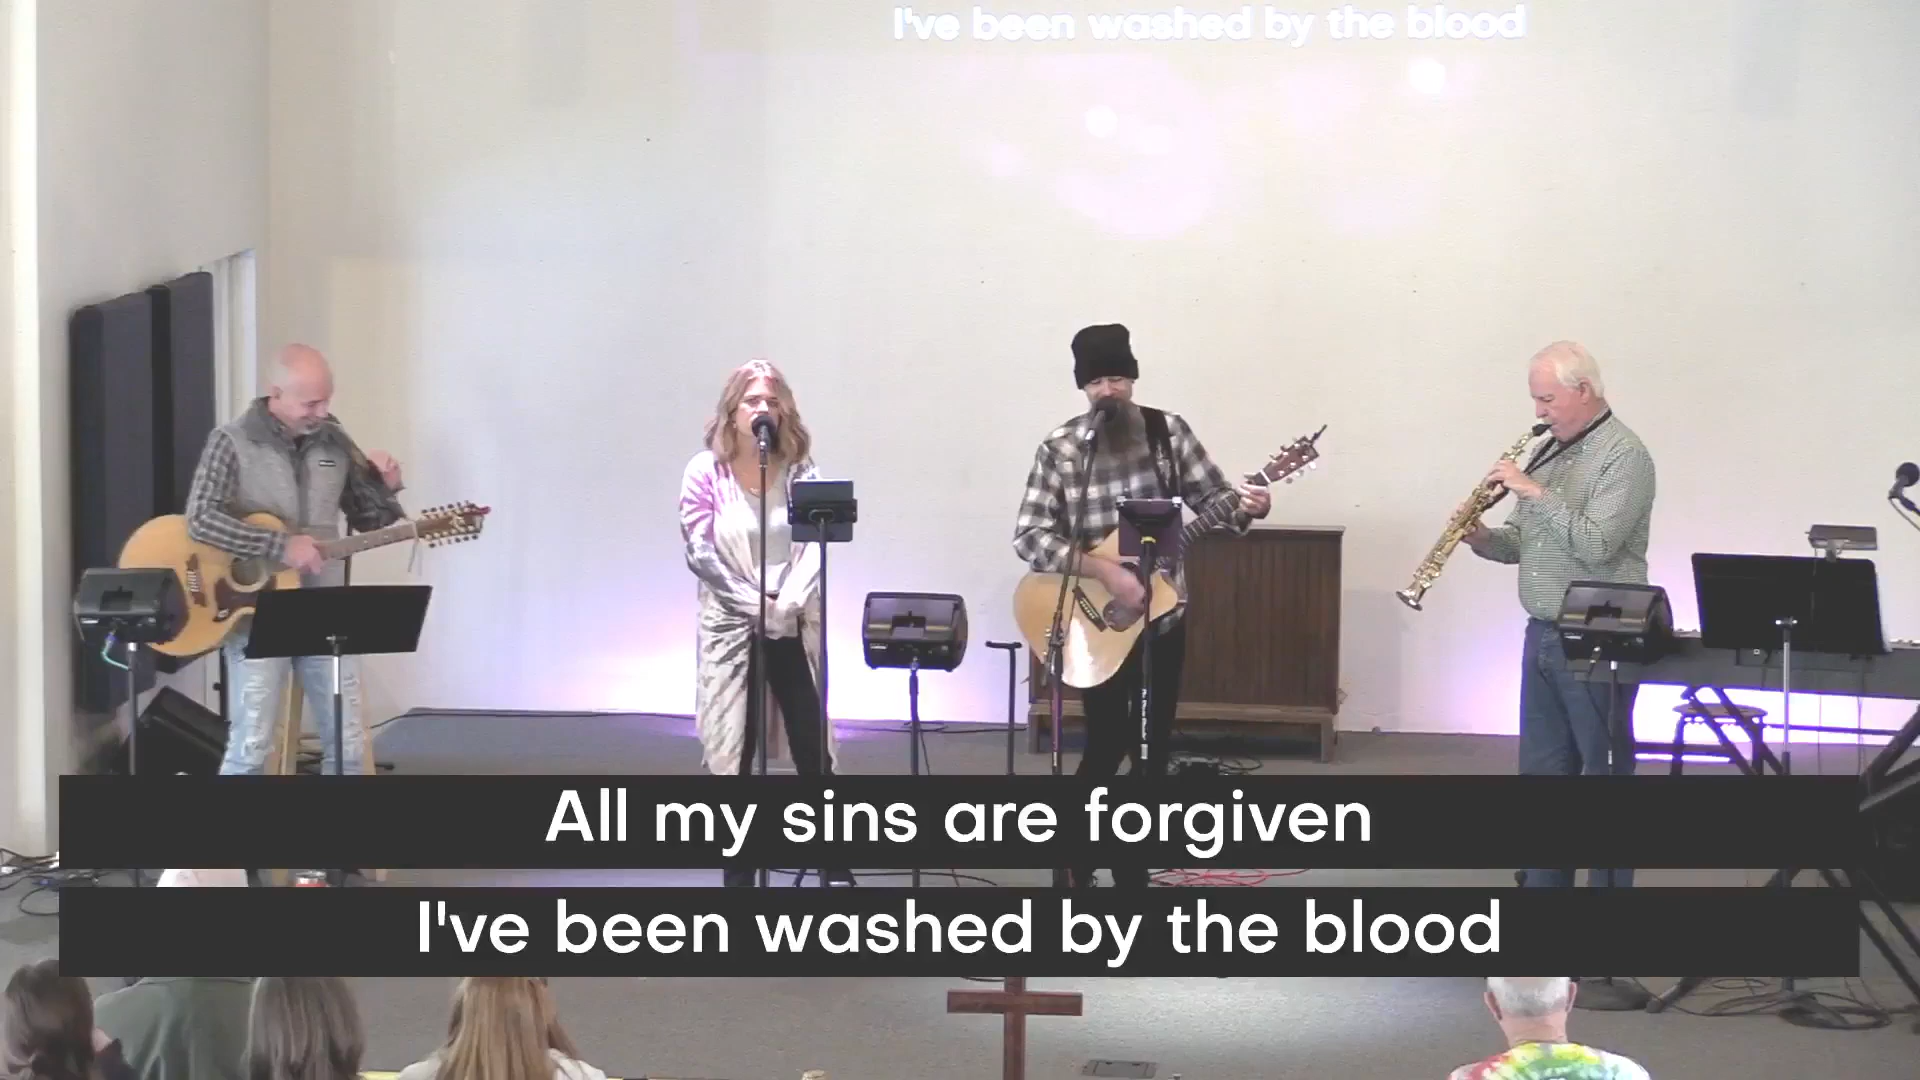 I've been washed by the blood
All my sins are forgiven
I've been washed by the blood